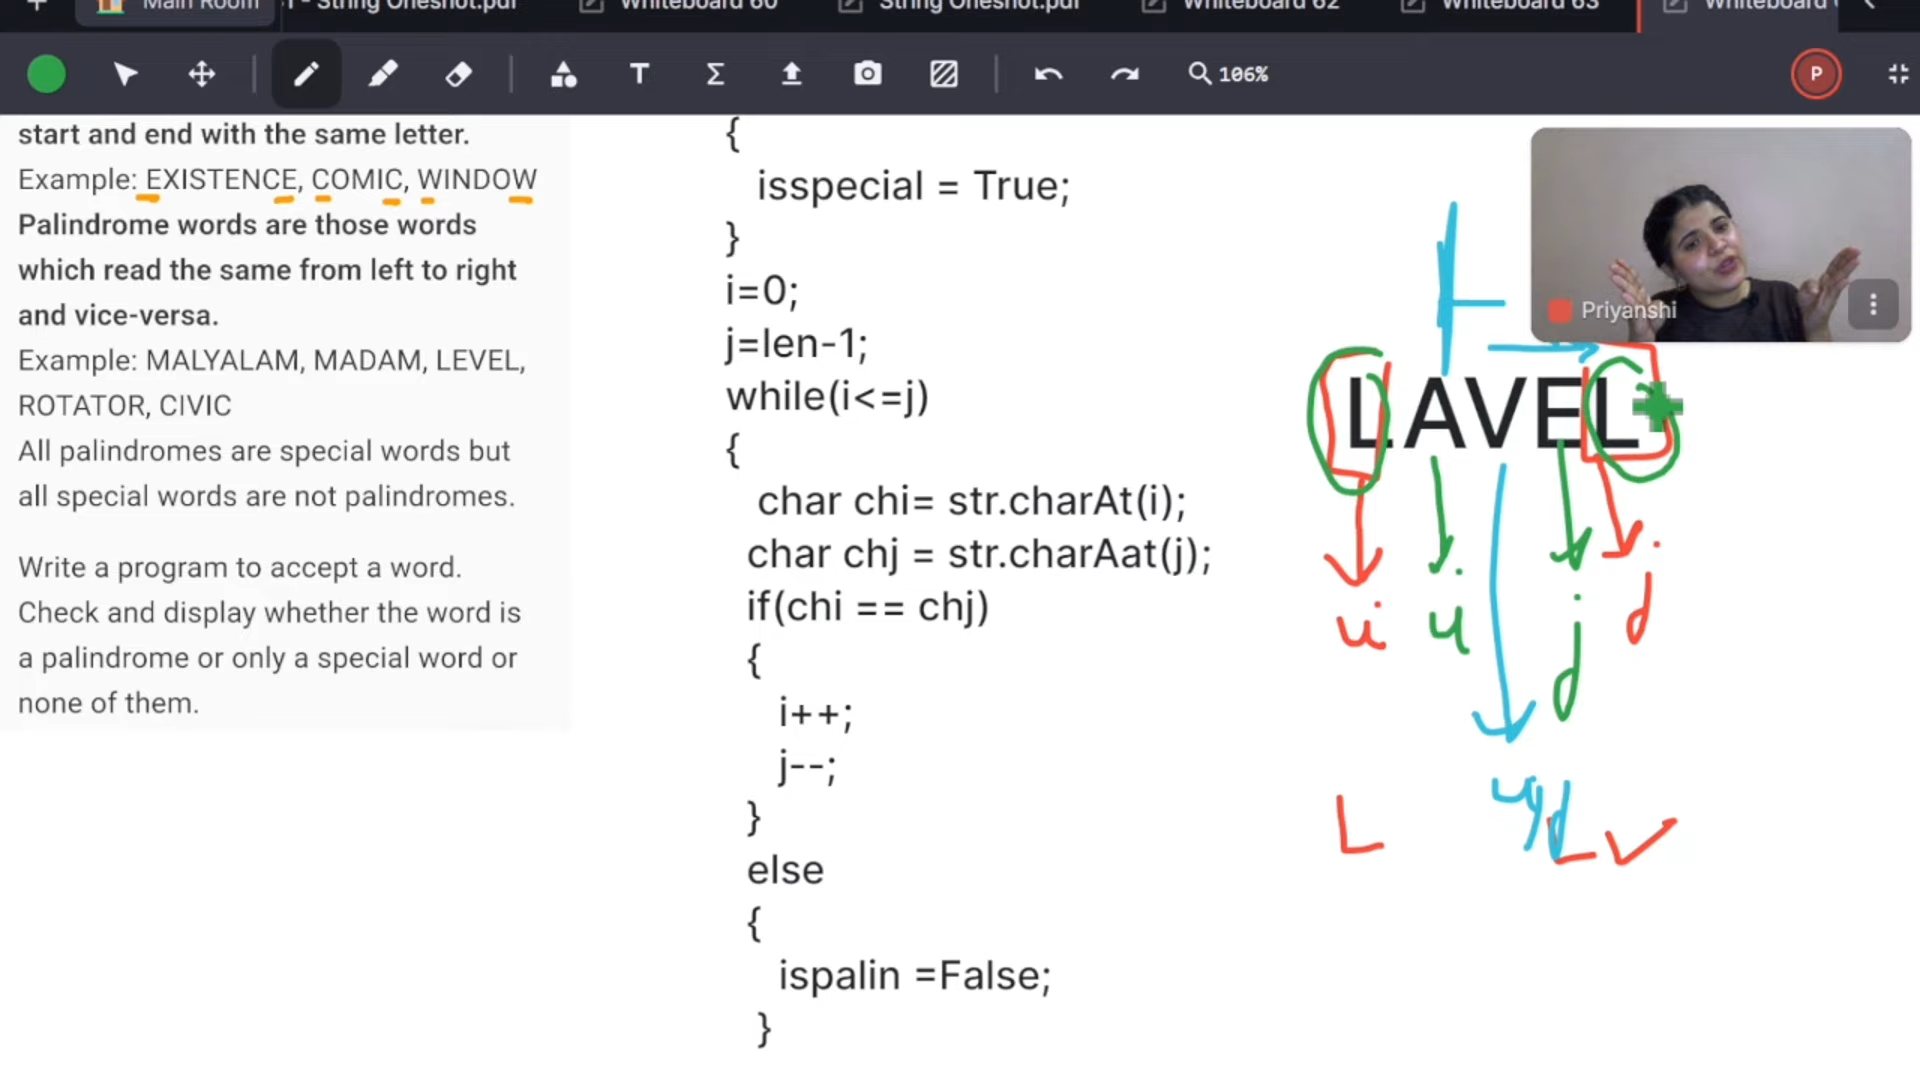 Main Room
- String Oneshot.pdf
Whiteboard 60
String Oneshot.pdf
Whiteboard 62
Whiteboard 63
Whiteboard
T
Σ
106%
P
start and end with the same letter.
Example: EXISTENCE, COMIC, WINDOW
Palindrome words are those words
which read the same from left to right
and vice-versa.
Example: MALYALAM, MADAM, LEVEL,
ROTATOR, CIVIC
All palindromes are special words but
all special words are not palindromes.
Write a program to accept a word.
Check and display whether the word is
a palindrome or only a special word or
none of them.
{
isspecial = True;
}
i=0;
j=len-1;
while(i<=j)
{
char chi= str.charAt(i);
char chj = str.charAat(j);
if(chi == chj)
{
i++;
j--;
}
else
{
ispalin =False;
}
Priyanshi
LAVEL
i
i
j
j
L
i/j
L